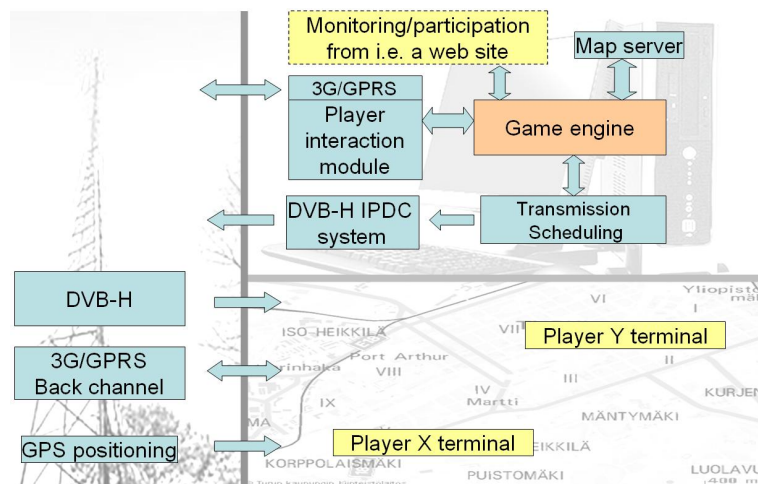 Monitoring/participation
from i.e. a web site
Map server
3G/GPRS
Player
interaction
module
Game engine
DVB-H IPDC
system
Transmission
Scheduling
DVB-H
3G/GPRS
Back channel
GPS positioning
Player Y terminal
Player X terminal
Yliopisto
VI
I
ISO-HEIKKILÄ
VII
Port Arthur
VIII
II
III
IV
Martti
KURJEN
IX
MÄNTYMÄKI
EIKKILÄ
KORPPOLAISMÄKI
PUISTOMÄKI
LUOLAVU
400 m